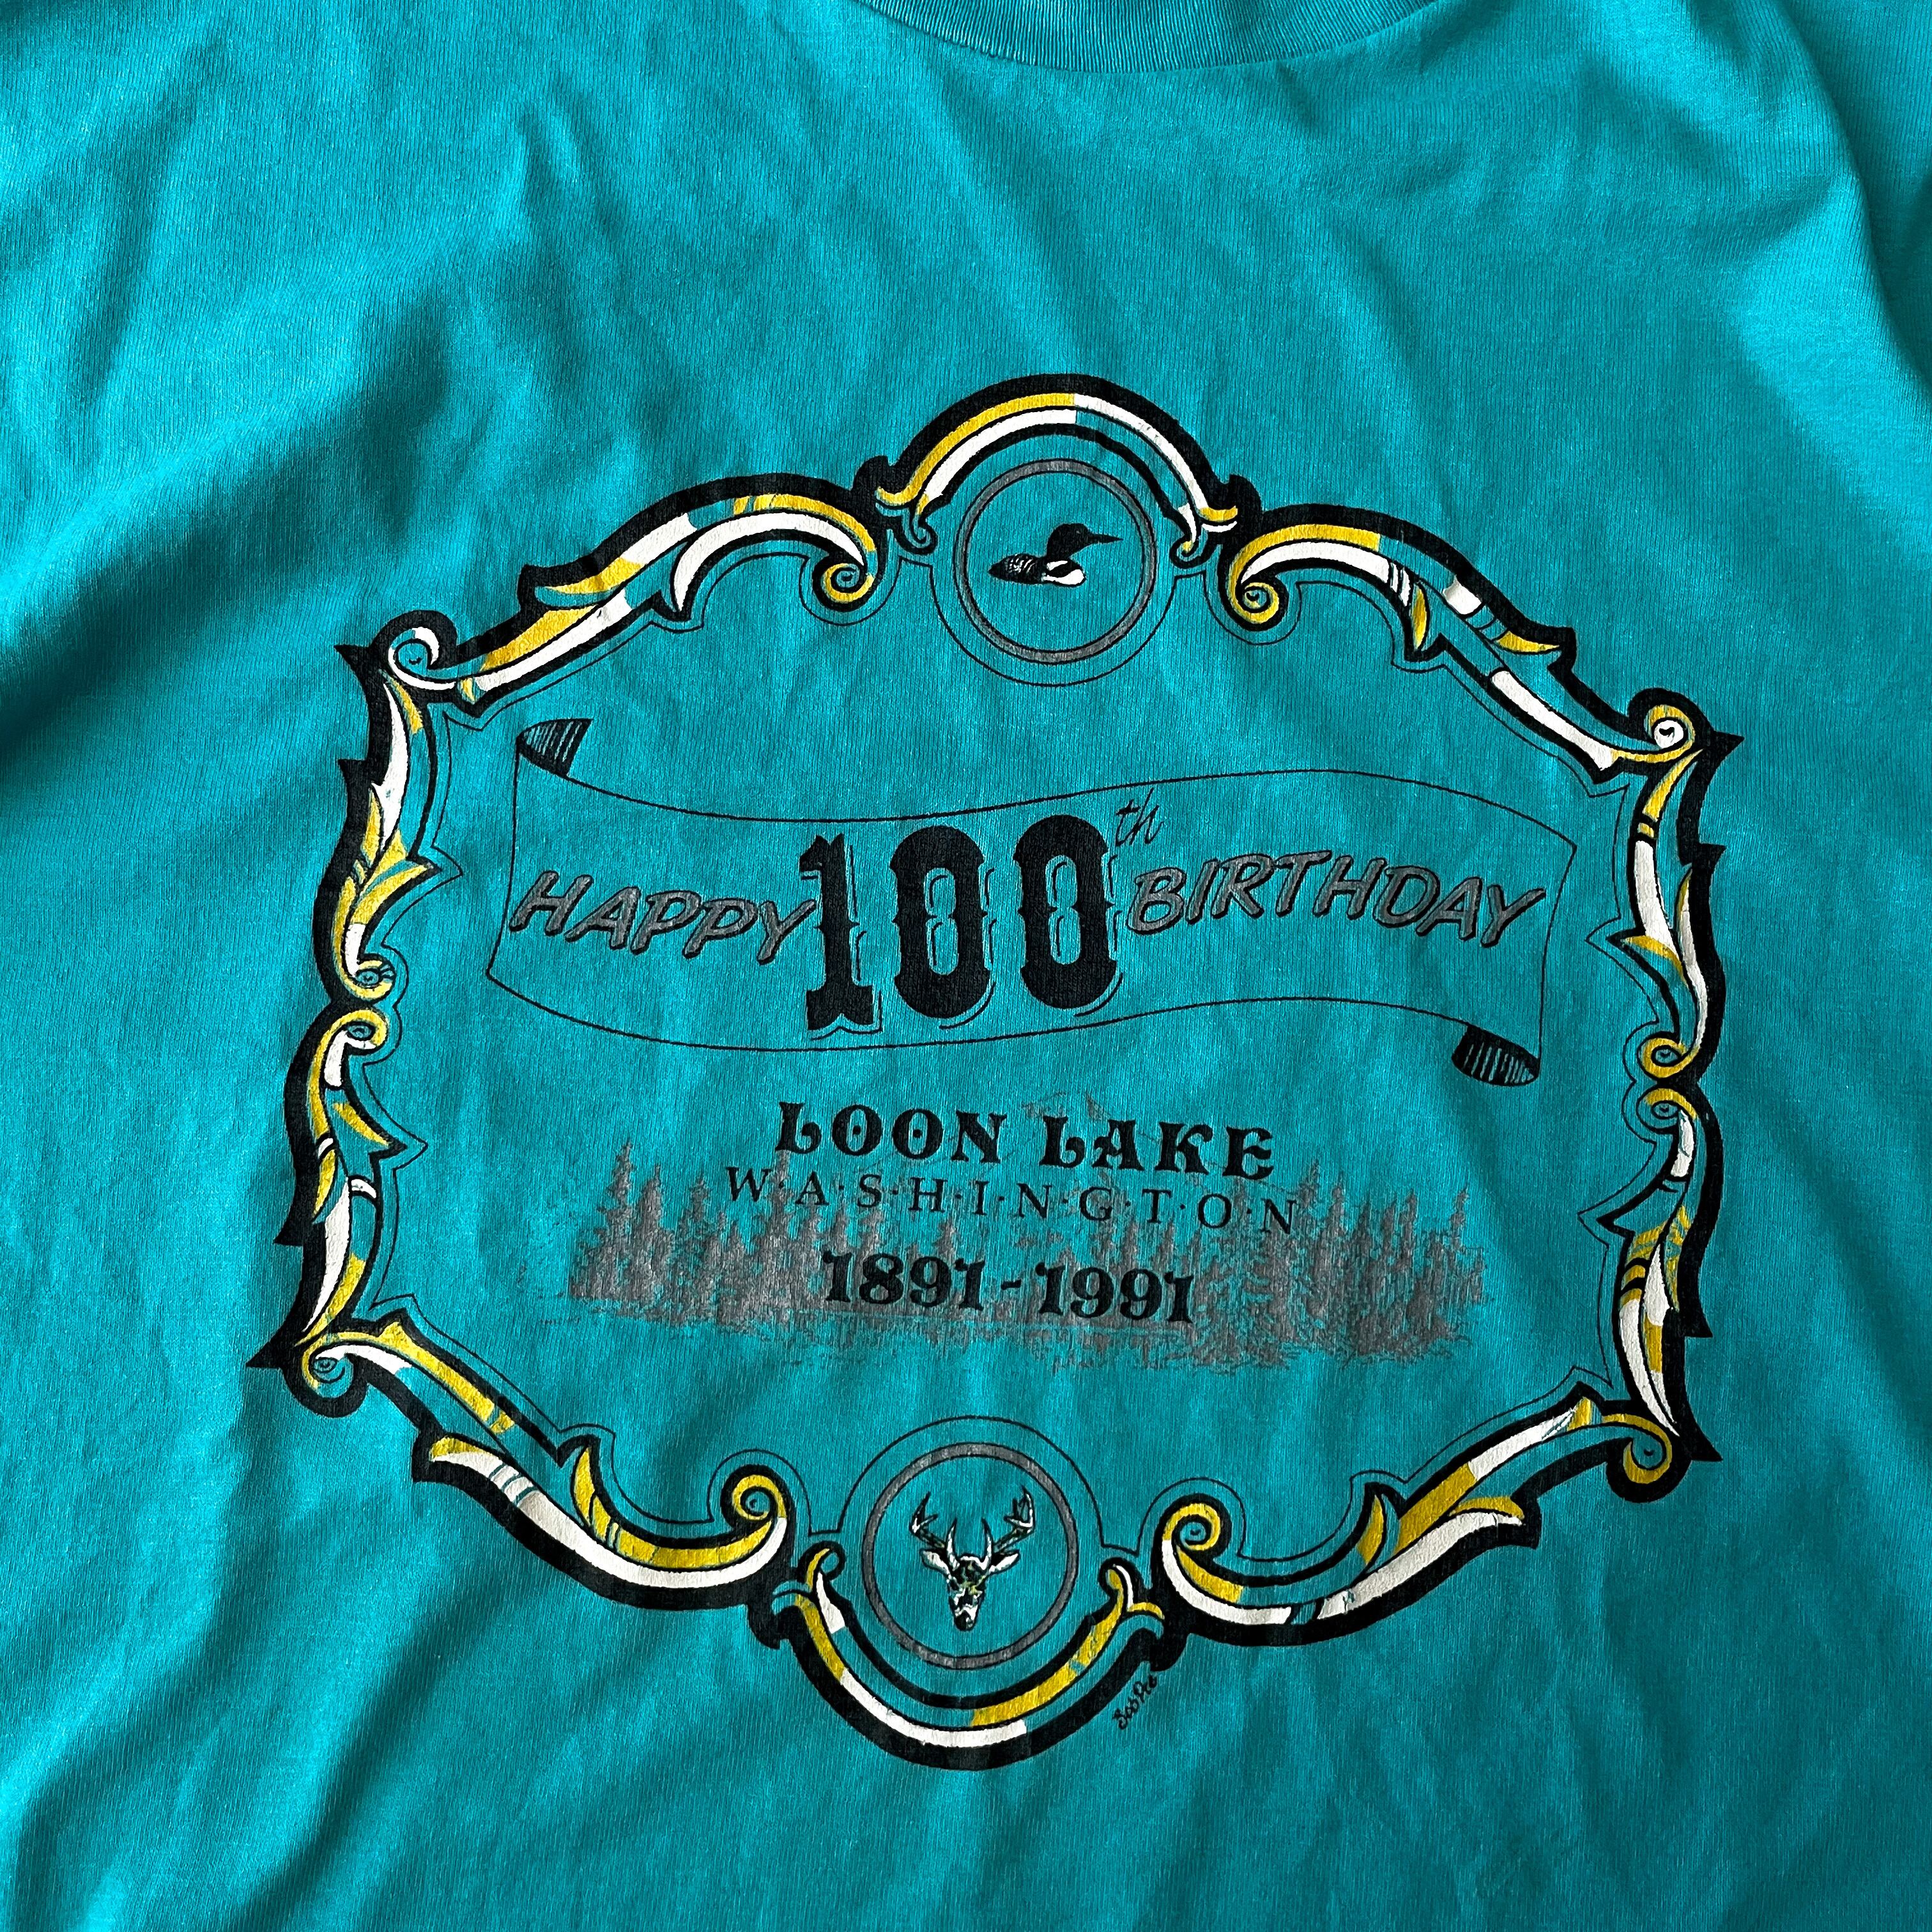 HAPPY 100th BIRTHDAY
LOON LAKE
W·A·S·H·I·N·G·T·O·N
1891-1991